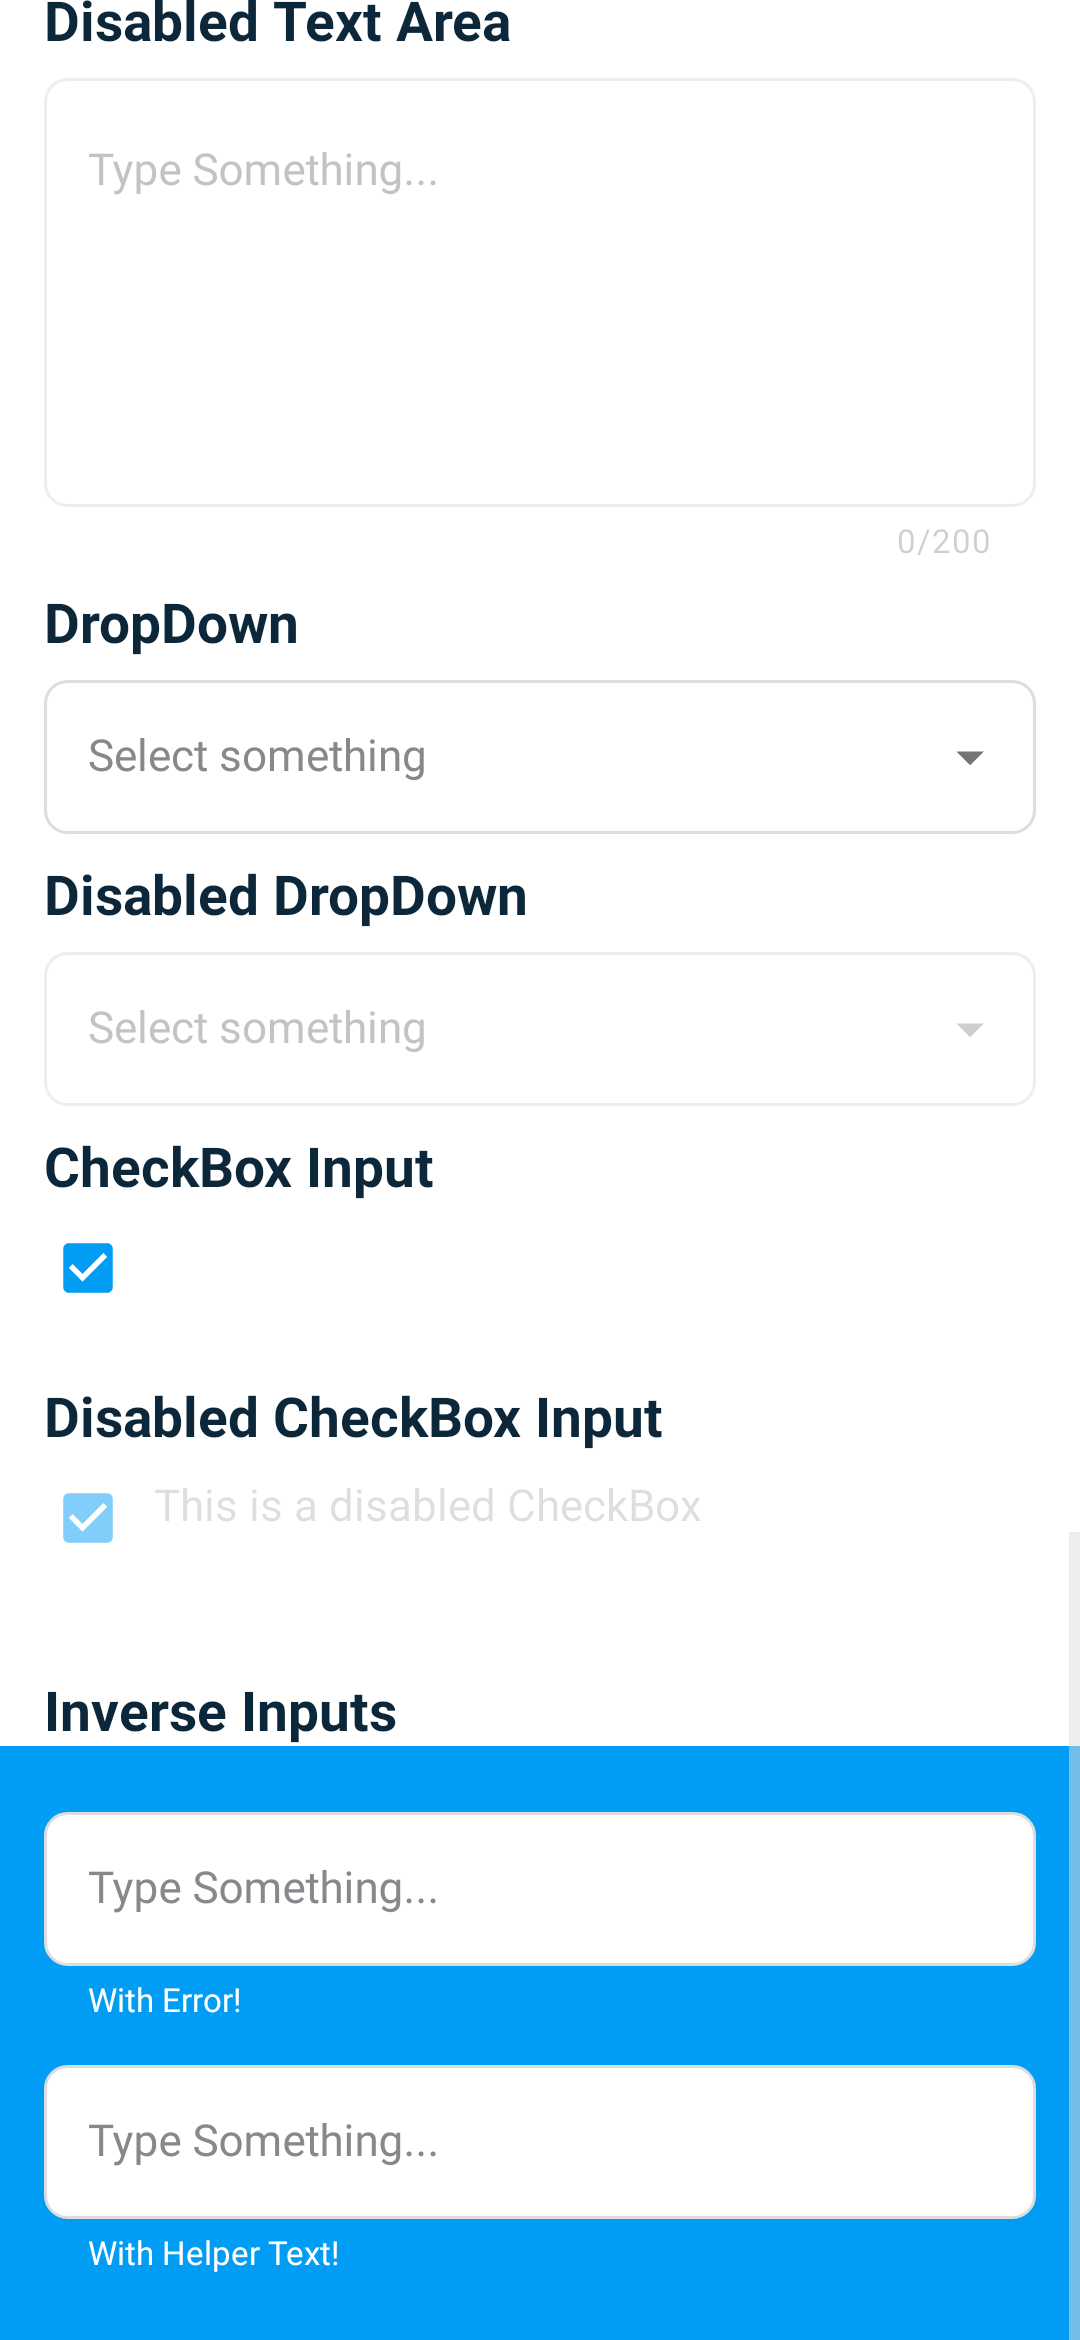 Disabled Text Area
Type Something...
0/200
DropDown
Select something
Disabled DropDown
Select something
CheckBox Input
Disabled CheckBox Input
This is a disabled CheckBox
Inverse Inputs
Type Something...
With Error!
Type Something...
With Helper Text!